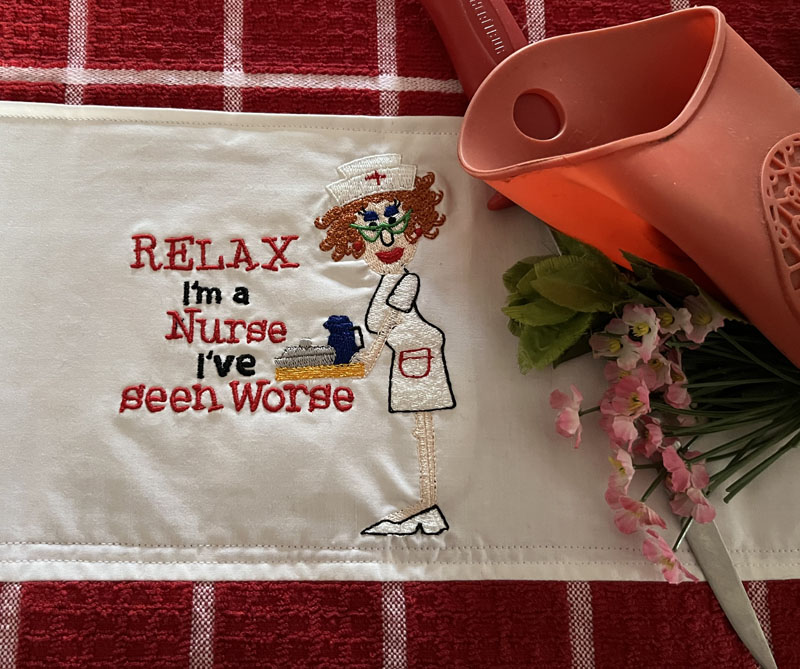 RELAX
I'm a
Nurse
I've
seen Worse